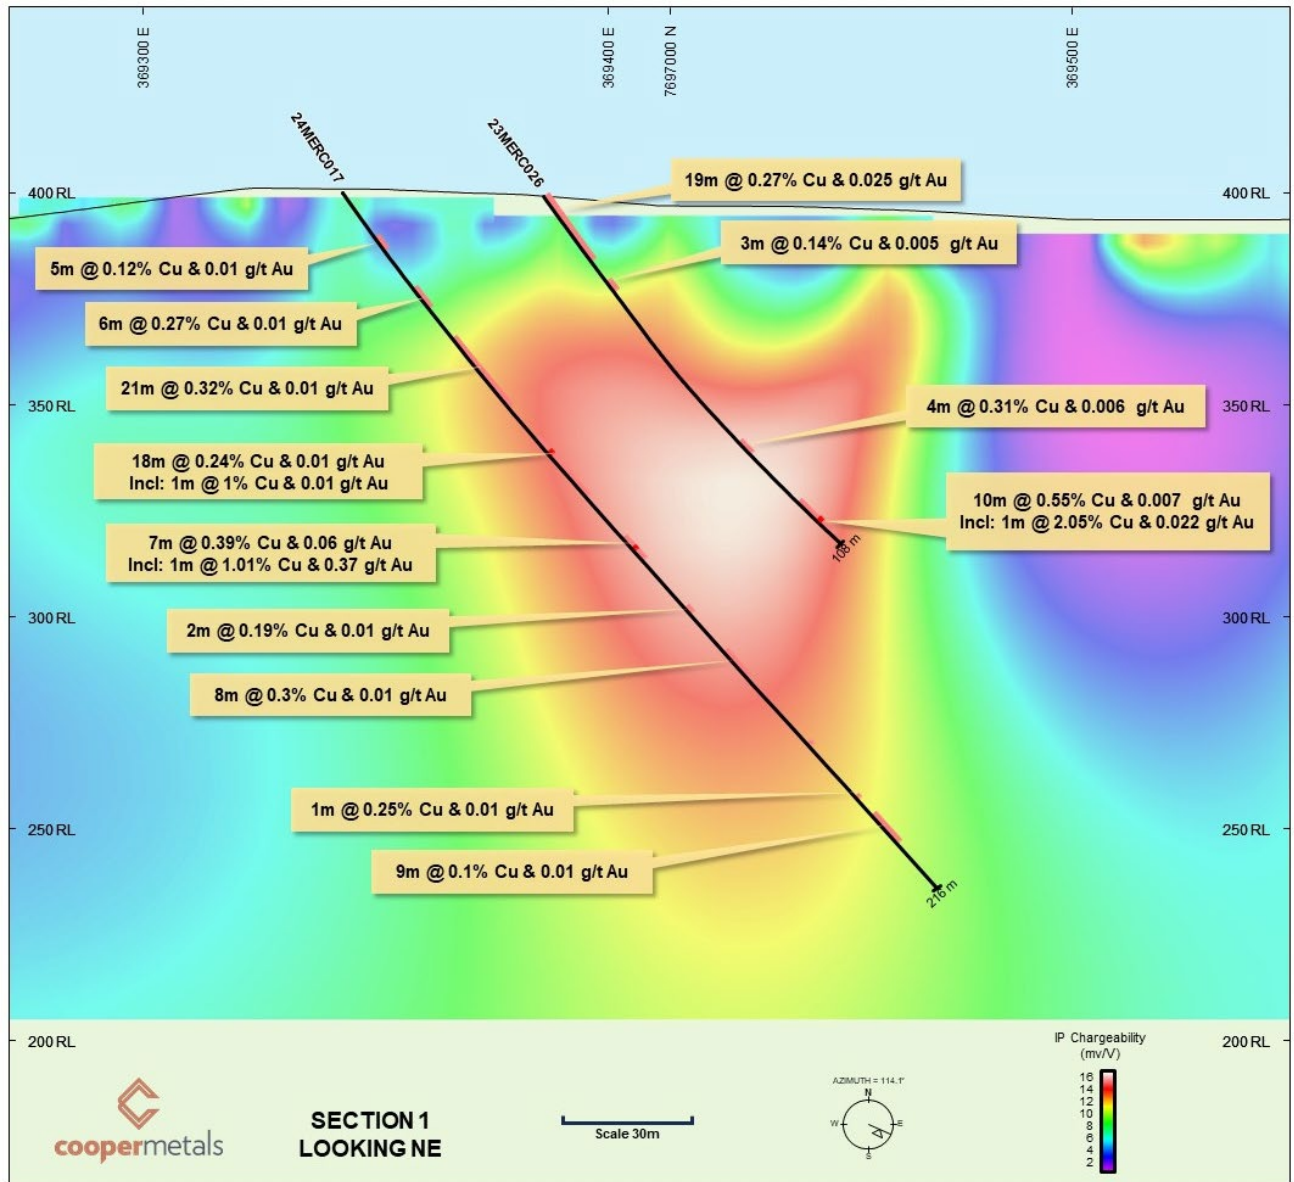 369300 E
369400 E
7697000 N
369500 E
24MERC017
23MERC026
400 RL
400 RL
19m @ 0.27% Cu & 0.025 g/t Au
3m @ 0.14% Cu & 0.005 g/t Au
5m @ 0.12% Cu & 0.01 g/t Au
6m @ 0.27% Cu & 0.01 g/t Au
21m @ 0.32% Cu & 0.01 g/t Au
350 RL
350 RL
4m @ 0.31% Cu & 0.006 g/t Au
18m @ 0.24% Cu & 0.01 g/t Au
Incl: 1m @ 1% Cu & 0.01 g/t Au
10m @ 0.55% Cu & 0.007 g/t Au
Incl: 1m @ 2.05% Cu & 0.022 g/t Au
7m @ 0.39% Cu & 0.06 g/t Au
Incl: 1m @ 1.01% Cu & 0.37 g/t Au
108 m
300 RL
300 RL
2m @ 0.19% Cu & 0.01 g/t Au
8m @ 0.3% Cu & 0.01 g/t Au
1m @ 0.25% Cu & 0.01 g/t Au
250 RL
250 RL
9m @ 0.1% Cu & 0.01 g/t Au
216 m
200 RL
200 RL
coopermetals
SECTION 1
LOOKING NE
Scale 30m
AZIMUTH = 114.1°
N
W
E
S
IP Chargeability
(mv/V)
16
14
12
10
8
6
4
2